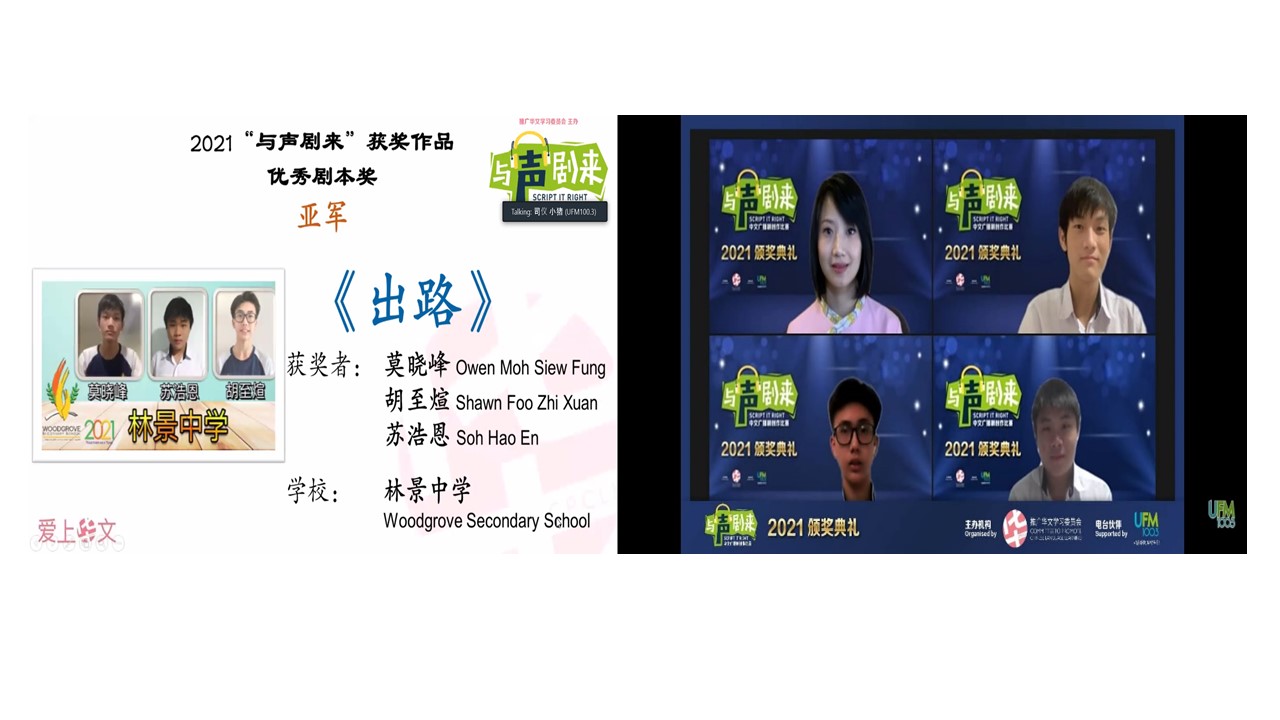 2021 “与声剧来” 获奖作品
优秀剧本奖
亚军
推广华文学习委员会 主办
与声剧来
SCRIPT IT RIGHT
Talking: 司仪 小猪 (UFM100.3)
《出路》
获奖者： 莫晓峰 Owen Moh Siew Fung
胡至煊 Shawn Foo Zhi Xuan
苏浩恩 Soh Hao En
学校： 林景中学
Woodgrove Secondary School
莫晓峰 苏浩恩 胡至煊
WOODGROVE
2021
林景中学
爱上华文
与声剧来
SCRIPT IT RIGHT
中文广播剧创作比赛
2021 颁奖典礼
与声剧来
SCRIPT IT RIGHT
中文广播剧创作比赛
2021 颁奖典礼
与声剧来
SCRIPT IT RIGHT
中文广播剧创作比赛
2021 颁奖典礼
与声剧来
SCRIPT IT RIGHT
中文广播剧创作比赛
2021 颁奖典礼
与声剧来
SCRIPT IT RIGHT
2021 颁奖典礼
主办机构
Organised by
推广华文学习委员会
COMMITTEE TO PROMOTE
CHINESE LANGUAGE LEARNING
电台伙伴
Supported by
UFM
100.3
UFM
100.3